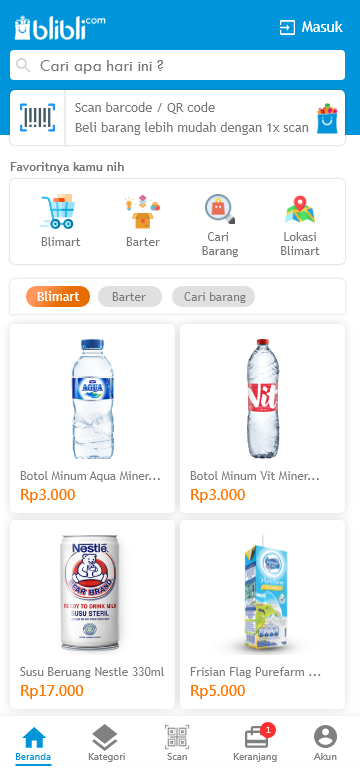 blibli.com
Masuk
Cari apa hari ini ?
Scan barcode / QR code
Beli barang lebih mudah dengan 1x scan
Favoritnya kamu nih
Blimart
Barter
Cari
Barang
Lokasi
Blimart
Blimart
Barter
Cari barang
AQUA
Vit
Botol Minum Aqua Miner...
Rp3.000
Botol Minum Vit Miner...
Rp3.000
Nestlē
BEAR BRAND
READY TO DRINK MILK
SUSU STERIL
Purefarm
Susu Beruang Nestle 330ml
Rp17.000
Frisian Flag Purefarm ...
Rp5.000
Beranda
Kategori
Scan
1
Keranjang
Akun